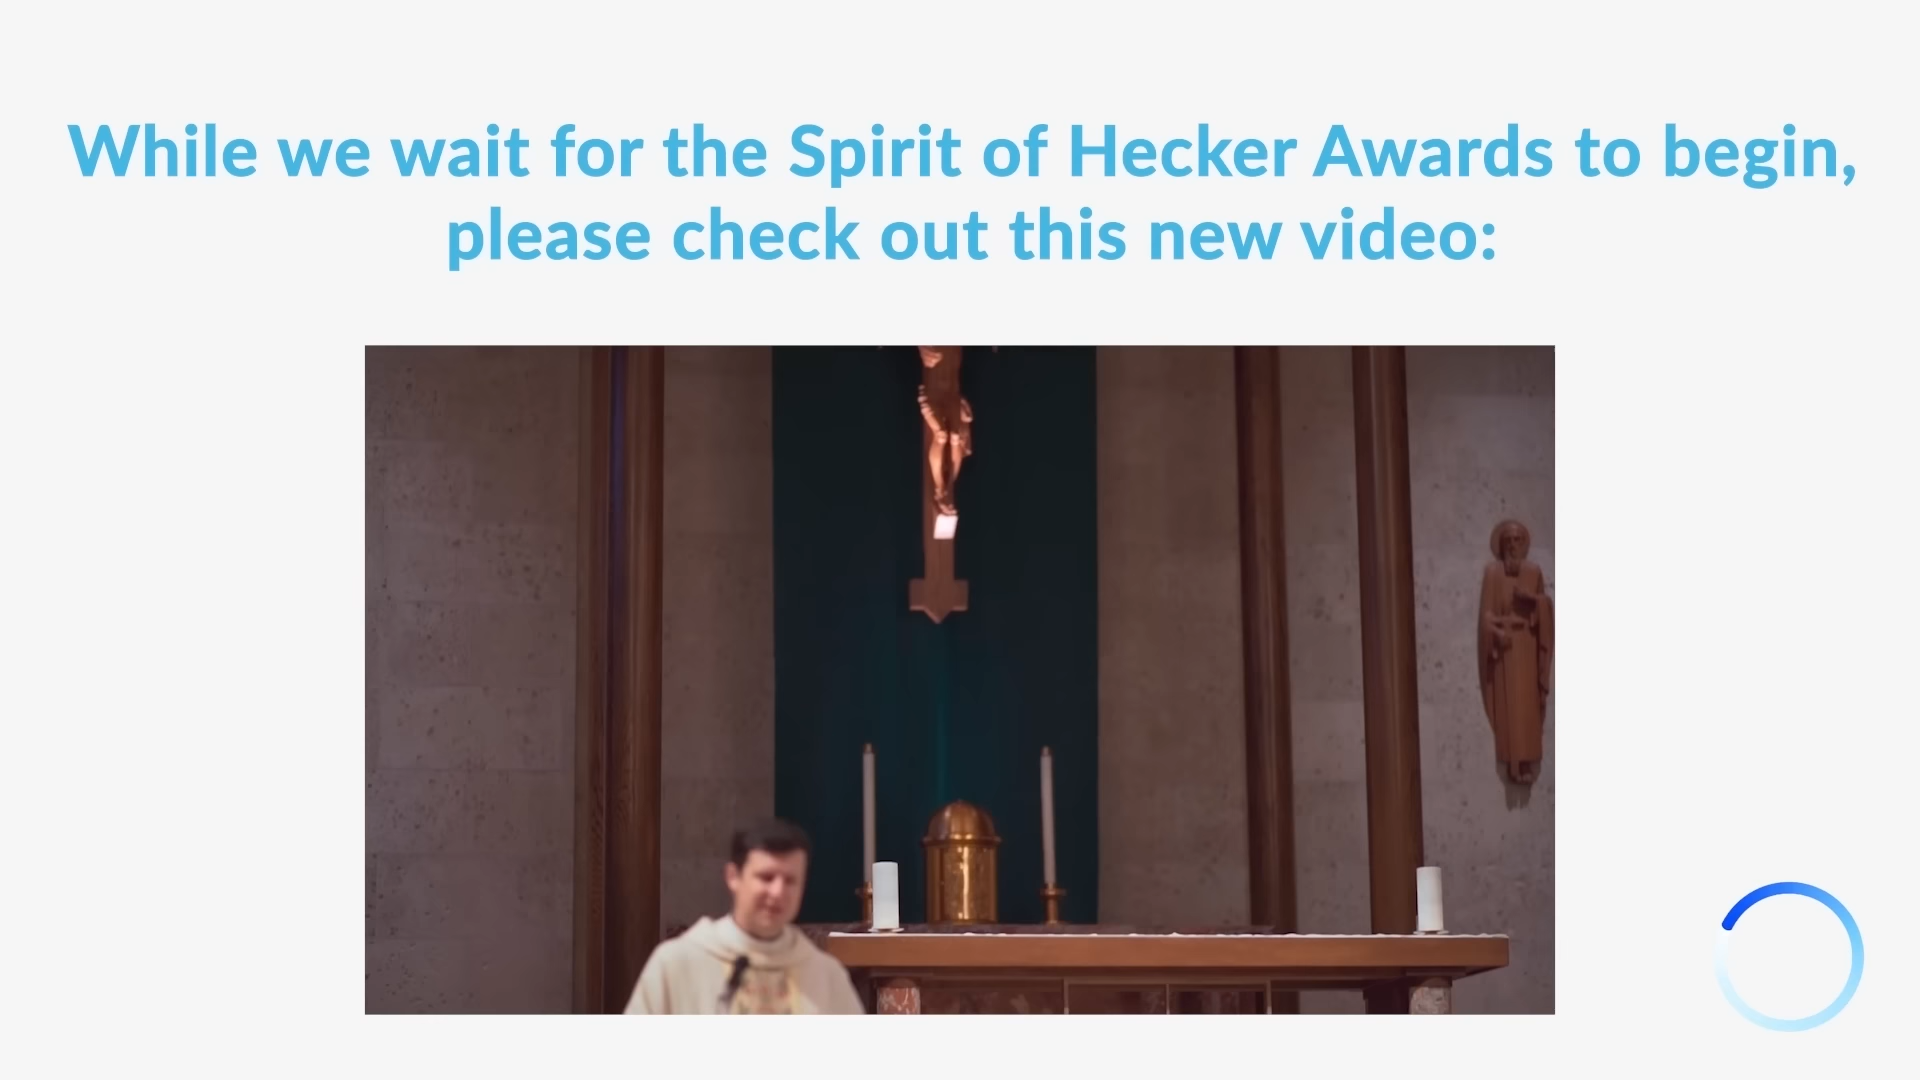 While we wait for the Spirit of Hecker Awards to begin,
please check out this new video: